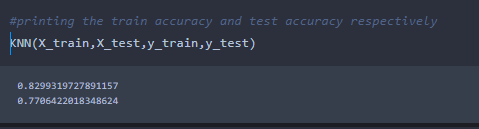 #printing the train accuracy and test accuracy respectively
KNN(X_train,X_test,y_train,y_test)
0.8299319727891157
0.7706422018348624